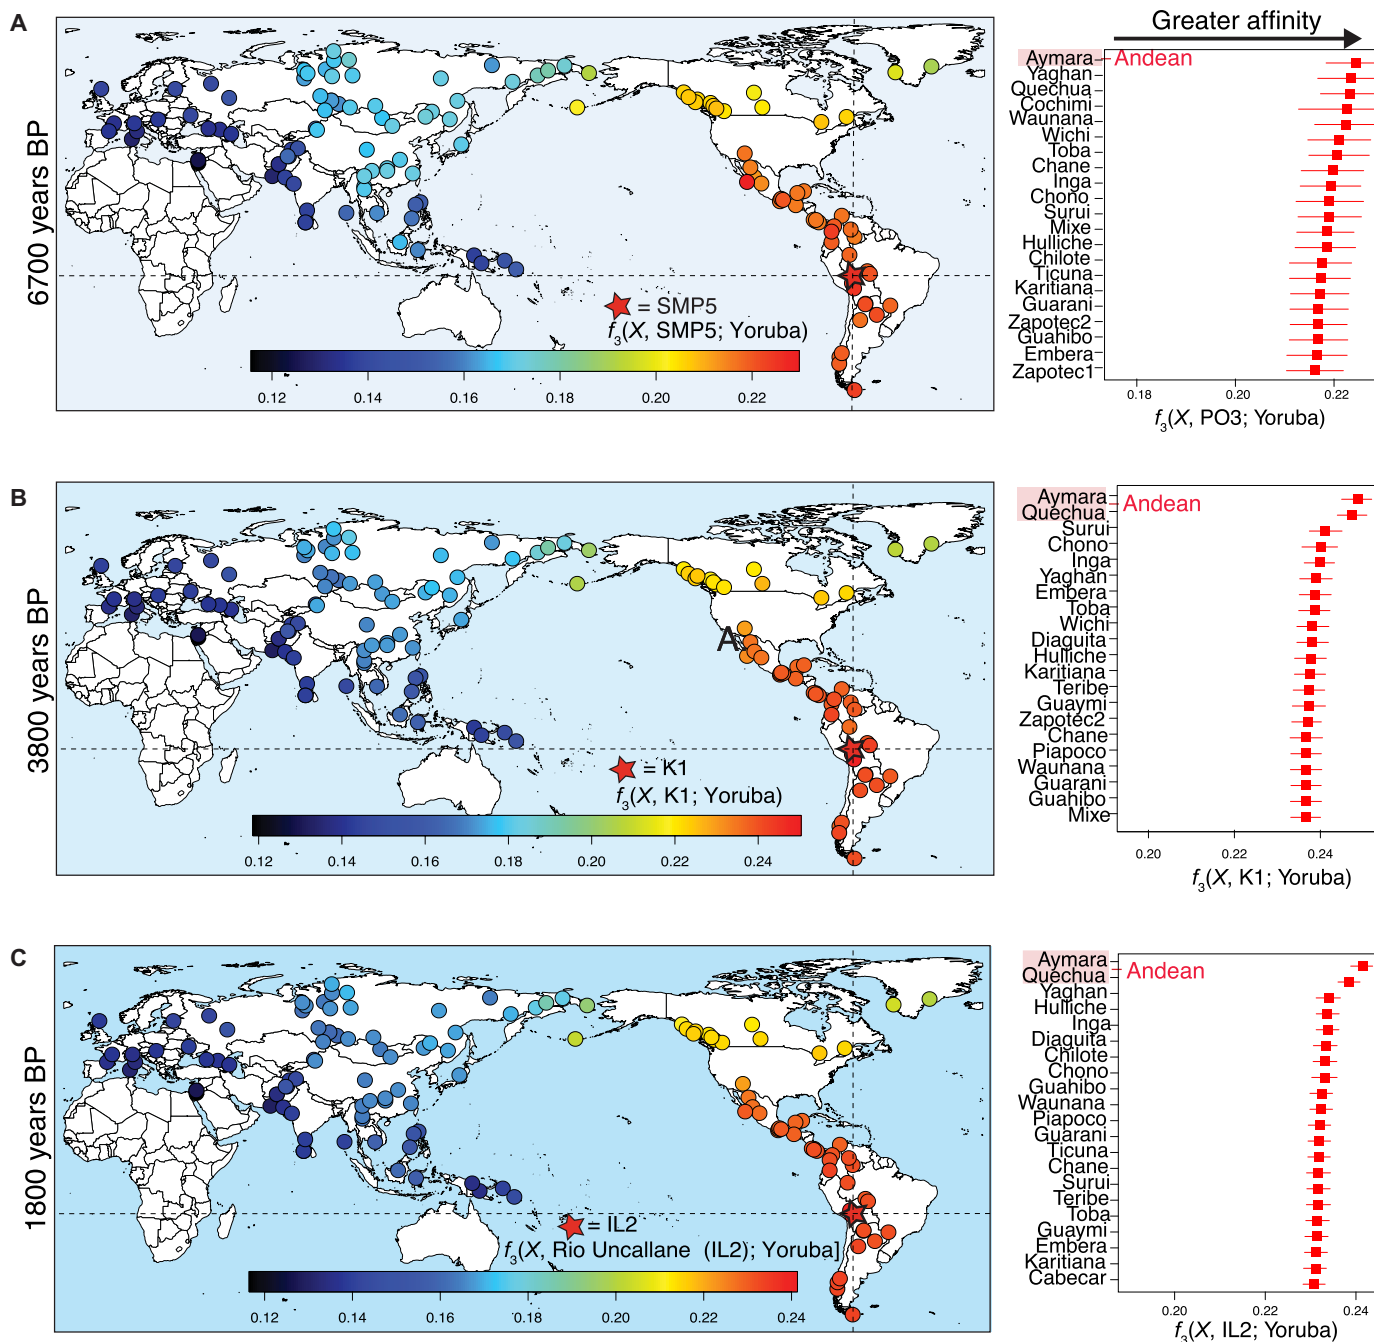 A
6700 years BP
= SMP5
f3(X, SMP5; Yoruba)
0.12 0.14 0.16 0.18 0.20 0.22
Greater affinity
Andean
Aymara
Yaghan
Quechua
Cochimi
Waunana
Wichi
Toba
Chane
Inga
Chono
Surui
Mixe
Hulliche
Chilote
Ticuna
Karitiana
Guarani
Zapotec2
Guahibo
Embera
Zapotec1
0.18 0.20 0.22
f3(X, PO3; Yoruba)
B
3800 years BP
A
= K1
f3(X, K1; Yoruba)
0.12 0.14 0.16 0.18 0.20 0.22 0.24
Andean
Aymara
Quechua
Surui
Chono
Inga
Yaghan
Embera
Toba
Wichi
Diaguita
Hulliche
Karitiana
Teribe
Guaymi
Zapotec2
Chane
Piapoco
Waunana
Guarani
Guahibo
Mixe
0.20 0.22 0.24
f3(X, K1; Yoruba)
C
1800 years BP
= IL2
f3(X, Rio Uncallane (IL2); Yoruba]
0.12 0.14 0.16 0.18 0.20 0.22 0.24
Andean
Aymara
Quechua
Yaghan
Hulliche
Inga
Diaguita
Chilote
Chono
Guahibo
Waunana
Piapoco
Guarani
Ticuna
Chane
Surui
Teribe
Toba
Guaymi
Embera
Karitiana
Cabecar
0.20 0.22 0.24
f3(X, IL2; Yoruba)